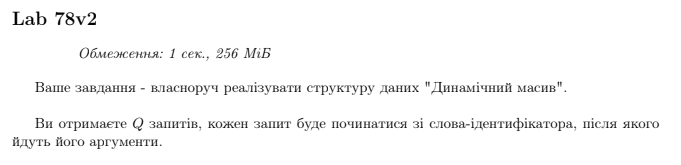 Lab 78v2
Обмеження: 1 сек., 256 МіБ
Ваше завдання - власноруч реалізувати структуру даних "Динамічний масив".
Ви отримаєте Q запитів, кожен запит буде починатися зі слова-ідентифікатора, після якого
йдуть його аргументи.